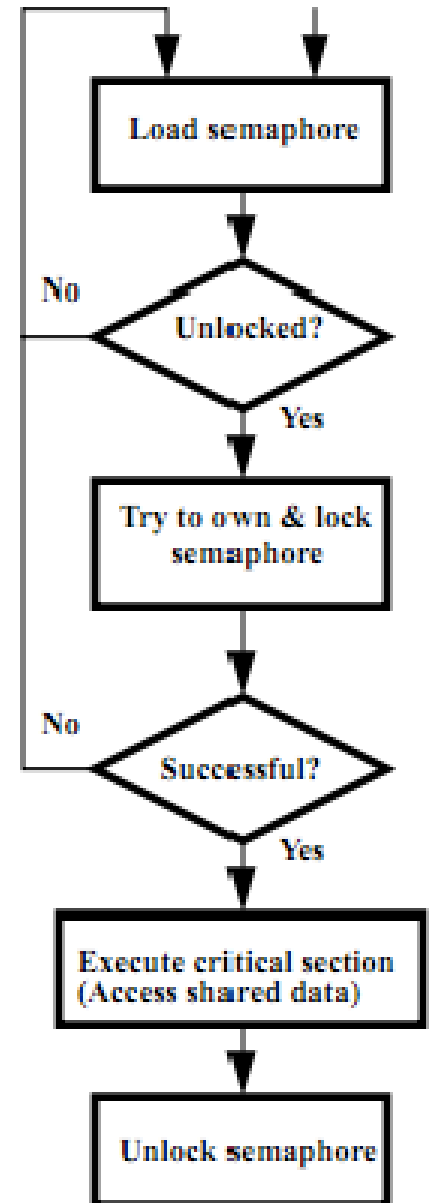 Load semaphore
No
Unlocked?
Yes
Try to own & lock
semaphore
No
Successful?
Yes
Execute critical section
(Access shared data)
Unlock semaphore